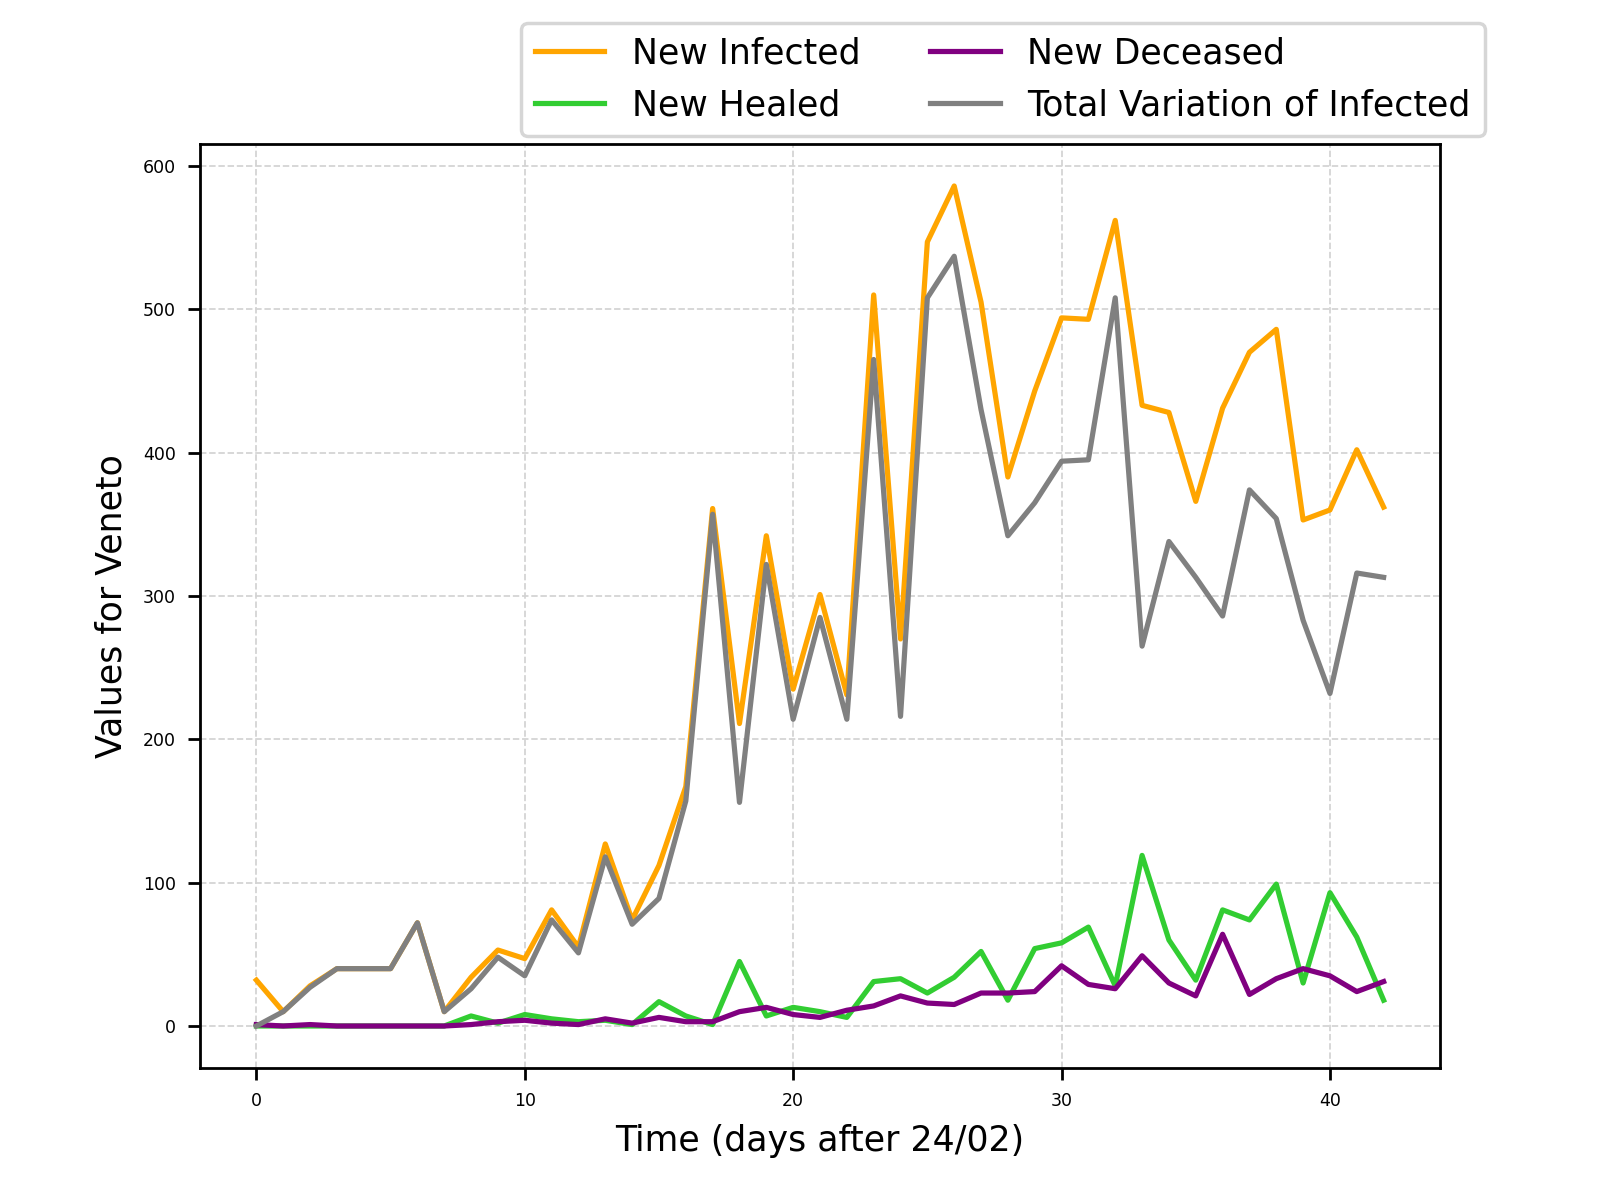 New Infected
New Healed
New Deceased
Total Variation of Infected
600
500
400
300
200
100
0
Values for Veneto
0 10 20 30 40
Time (days after 24/02)